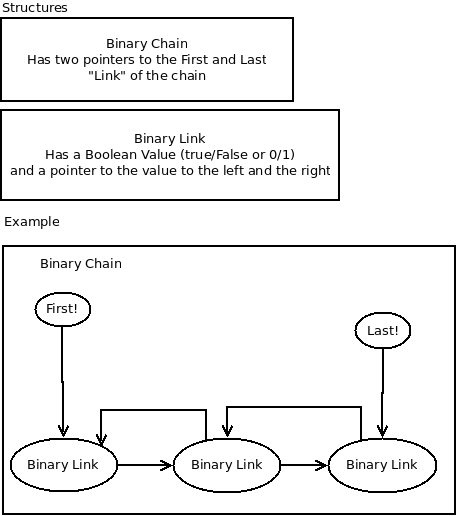 Structures
Binary Chain
Has two pointers to the First and Last
"Link" of the chain
Binary Link
Has a Boolean Value (true/False or 0/1)
and a pointer to the value to the left and the right
Example
Binary Chain
First!
Last!
Binary Link
Binary Link
Binary Link